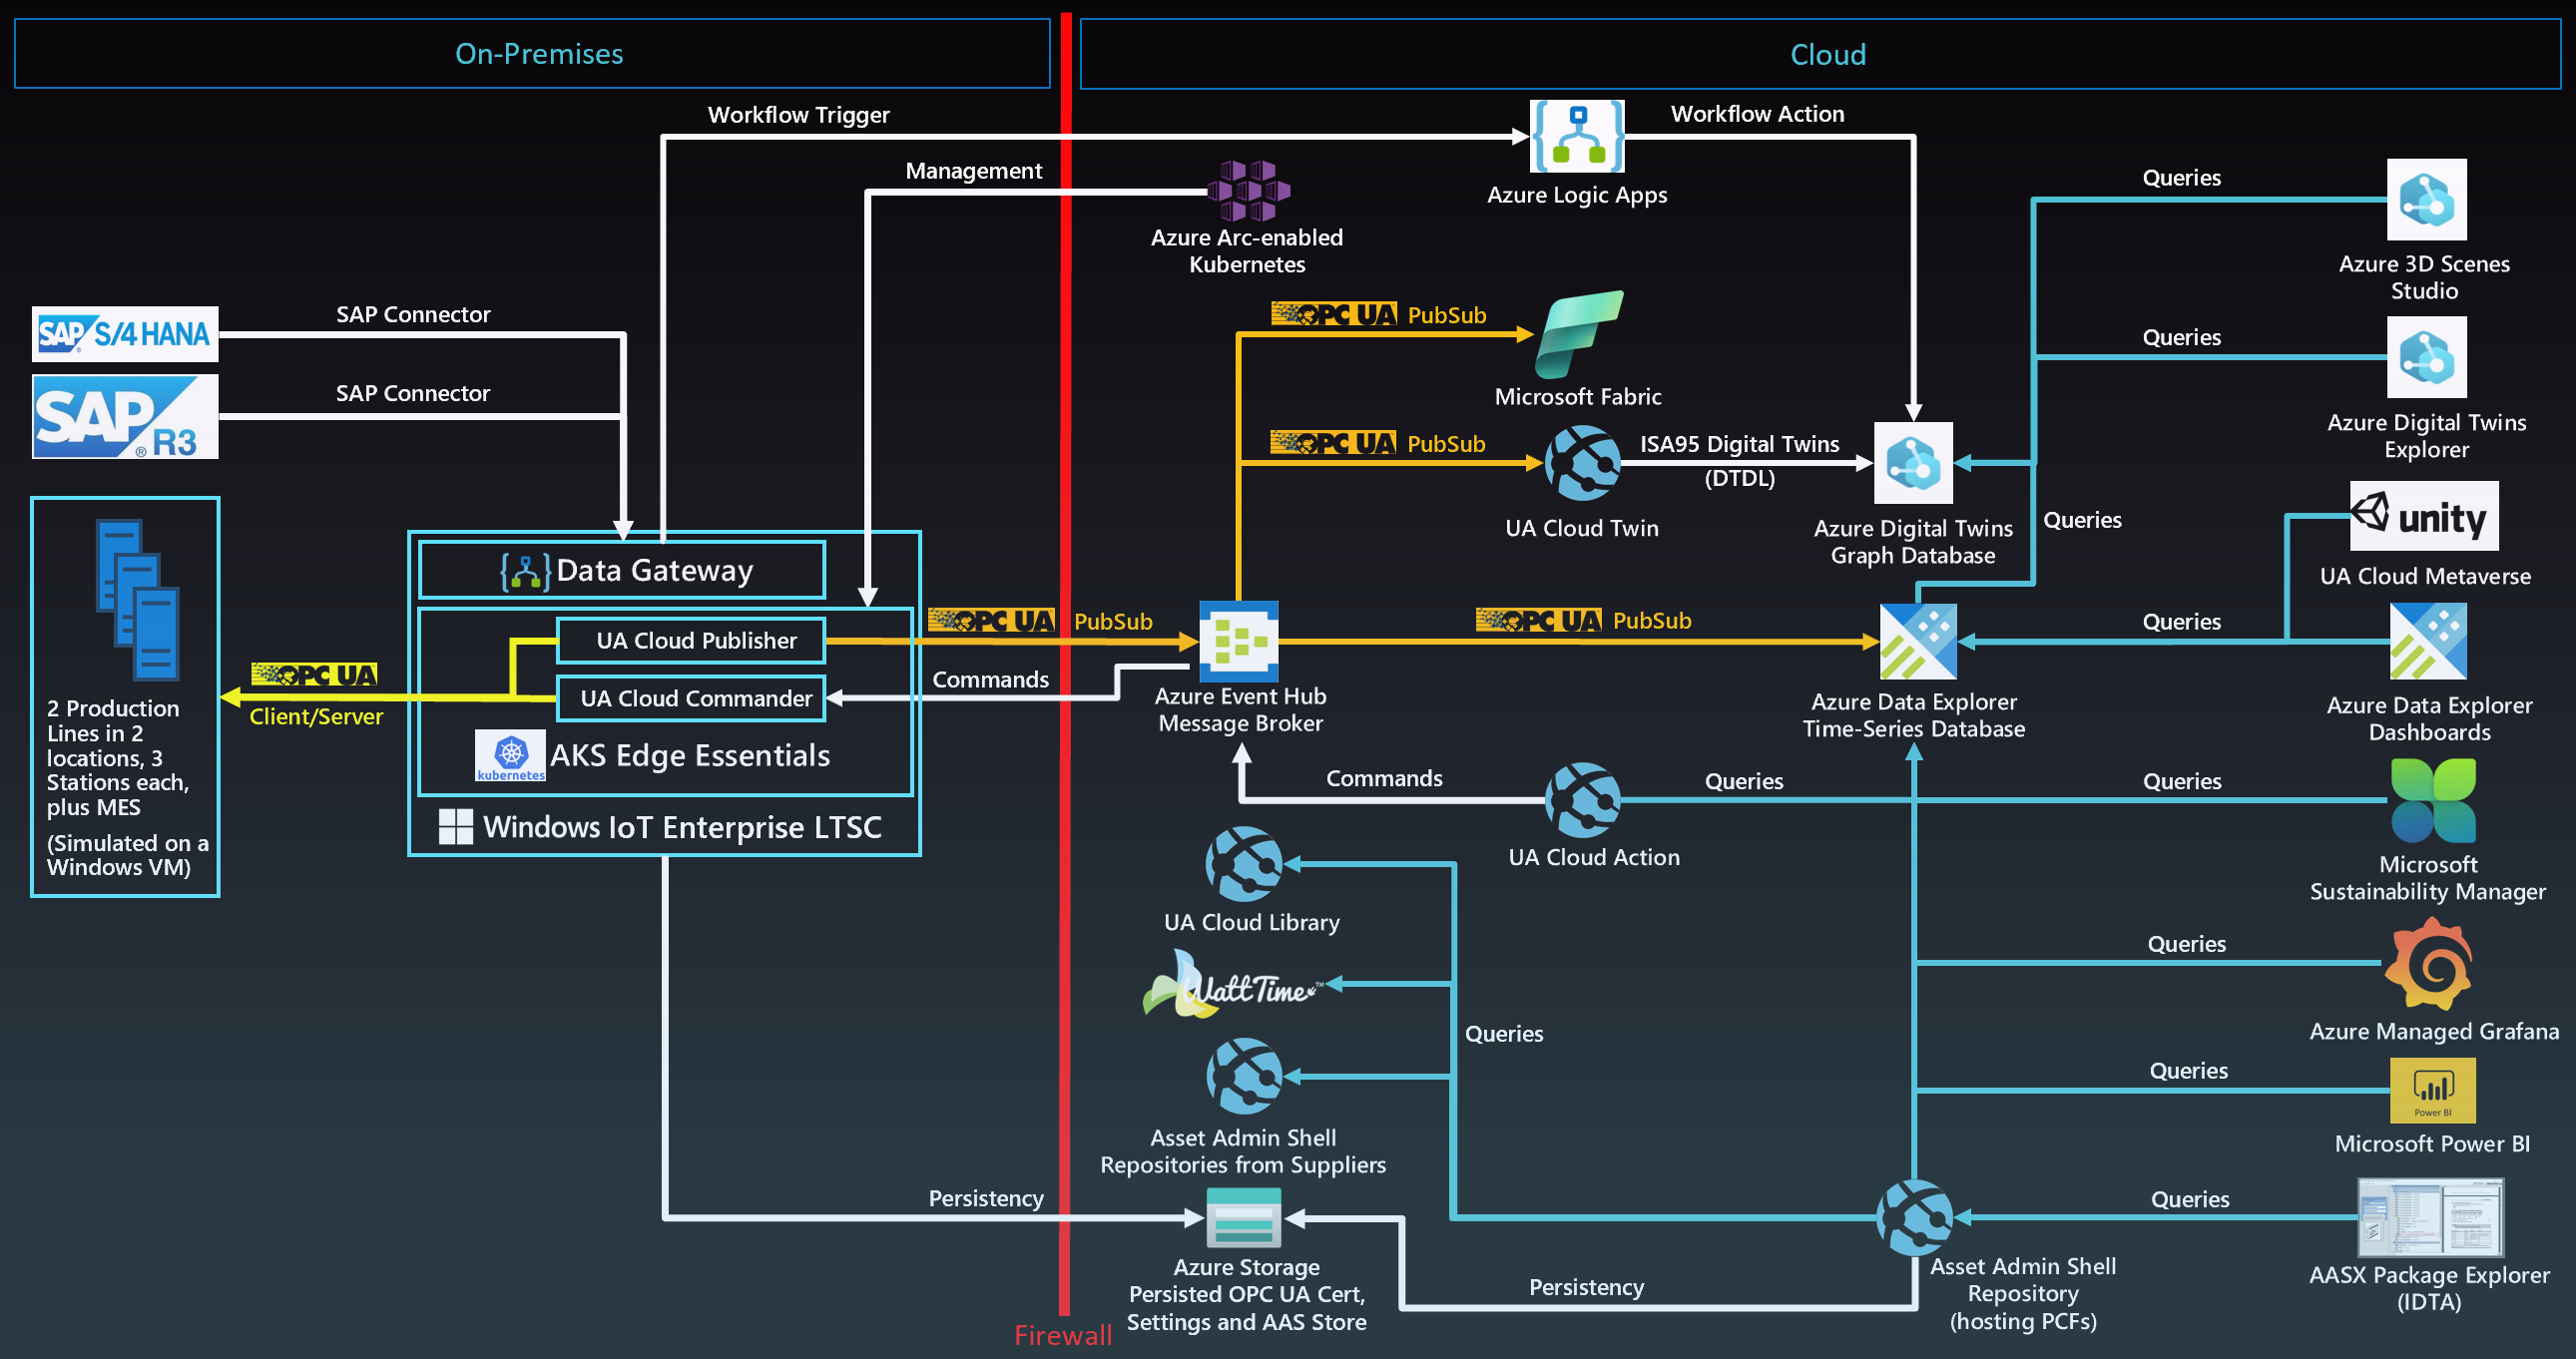 On-Premises
Cloud
Workflow Trigger
Workflow Action
Management
Azure Logic Apps
Azure Arc-enabled
Kubernetes
Queries
Azure 3D Scenes
Studio
SAP S/4HANA
SAP Connector
SAP R3
SAP Connector
OPC UA PubSub
Microsoft Fabric
Queries
Azure Digital Twins
Explorer
OPC UA PubSub
ISA95 Digital Twins
(DTDL)
UA Cloud Twin
Azure Digital Twins
Graph Database
Queries
unity
UA Cloud Metaverse
2 Production
Lines in 2
locations, 3
Stations each,
plus MES
(Simulated on a
Windows VM)
OPC UA
Client/Server
Data Gateway
UA Cloud Publisher
UA Cloud Commander
kubernetes
AKS Edge Essentials
Windows IoT Enterprise LTSC
OPC UA PubSub
Commands
Azure Event Hub
Message Broker
OPC UA PubSub
Azure Data Explorer
Time-Series Database
Queries
Azure Data Explorer
Dashboards
Commands
UA Cloud Action
Queries
Queries
Microsoft
Sustainability Manager
UA Cloud Library
WattTime™
Queries
Queries
Azure Managed Grafana
Asset Admin Shell
Repositories from Suppliers
Queries
Power BI
Microsoft Power BI
Persistency
Azure Storage
Persisted OPC UA Cert,
Settings and AAS Store
Persistency
Asset Admin Shell
Repository
(hosting PCFs)
Queries
AASX Package Explorer
(IDTA)
Firewall